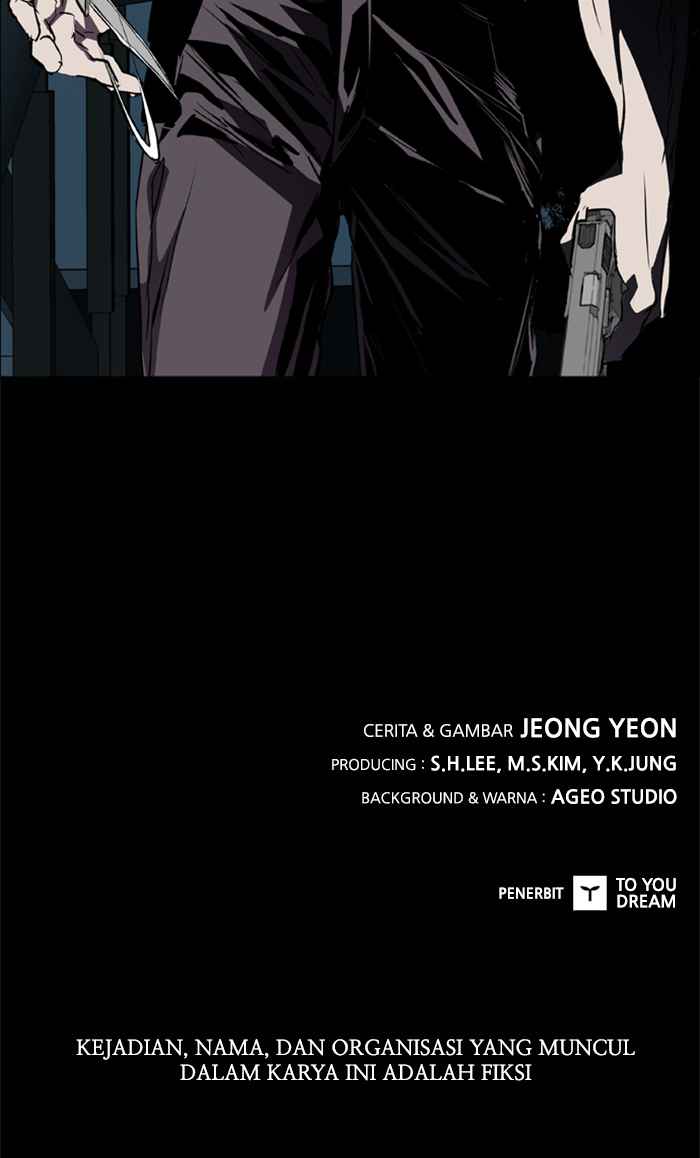 CERITA & GAMBAR JEONG YEON
PRODUCING : S.H.LEE, M.S.KIM, Y.K.JUNG
BACKGROUND & WARNA : AGEO STUDIO
PENERBIT TO YOU
DREAM
KEJADIAN, NAMA, DAN ORGANISASI YANG MUNCUL
DALAM KARYA INI ADALAH FIKSI